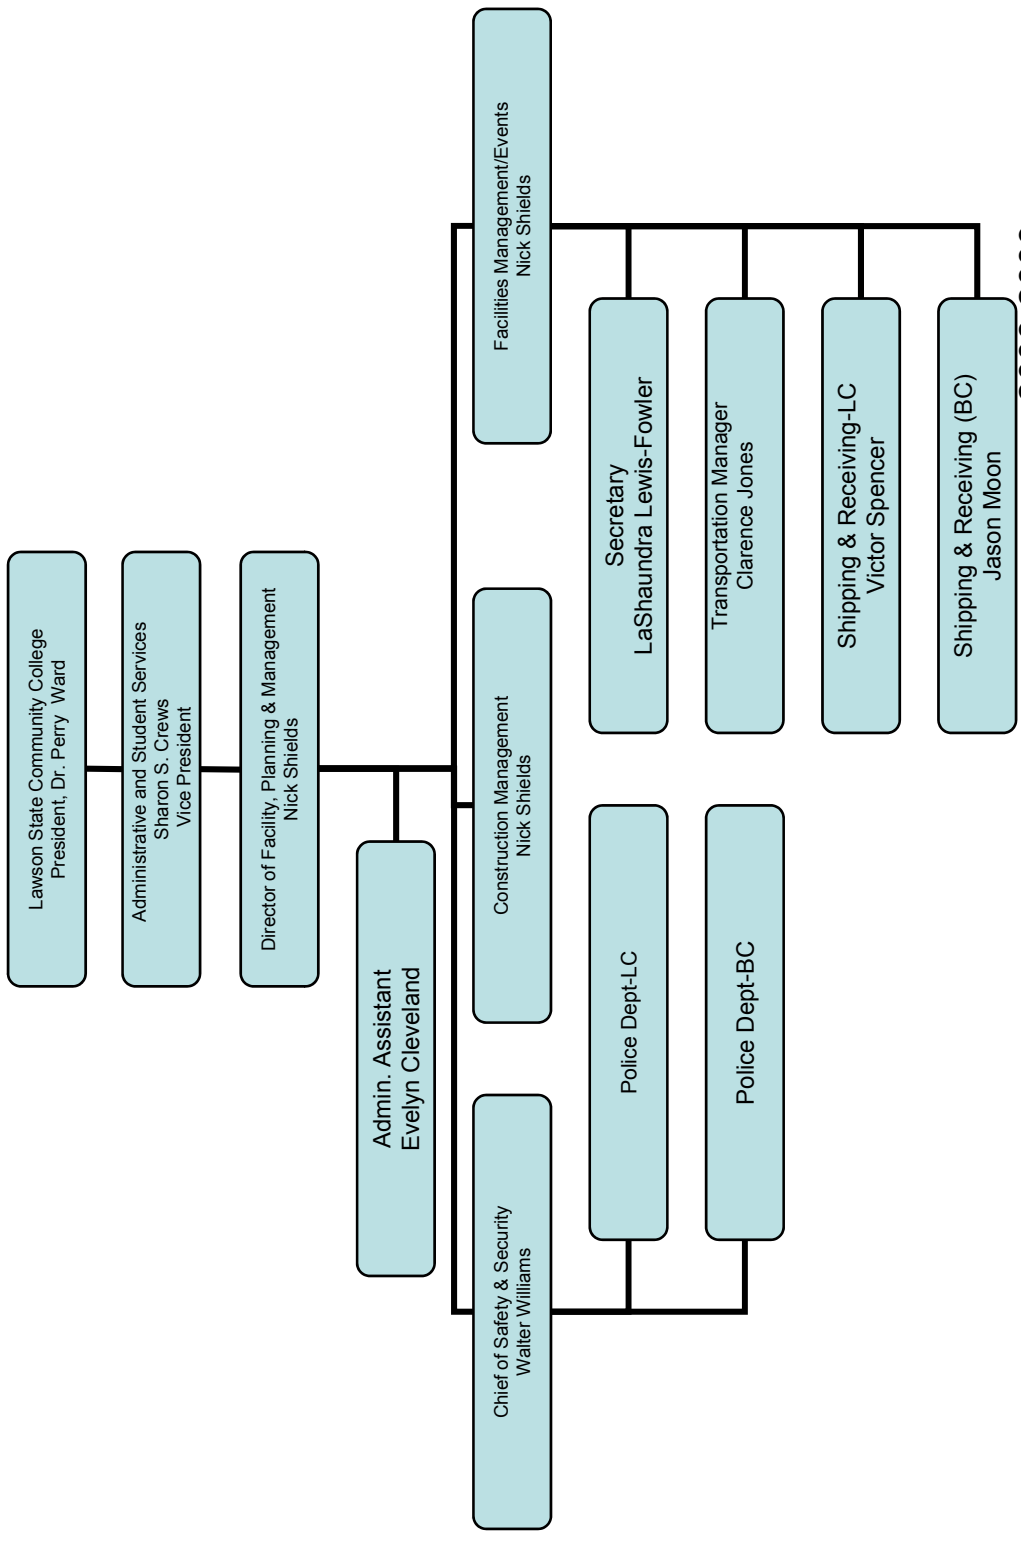 Lawson State Community College
President, Dr. Perry Ward
Administrative and Student Services
Sharon S. Crews
Vice President
Director of Facility, Planning & Management
Nick Shields
Admin. Assistant
Evelyn Cleveland
Chief of Safety & Security
Walter Williams
Construction Management
Nick Shields
Facilities Management/Events
Nick Shields
Police Dept-LC
Police Dept-BC
Secretary
LaShaundra Lewis-Fowler
Transportation Manager
Clarence Jones
Shipping & Receiving-LC
Victor Spencer
Shipping & Receiving (BC)
Jason Moon